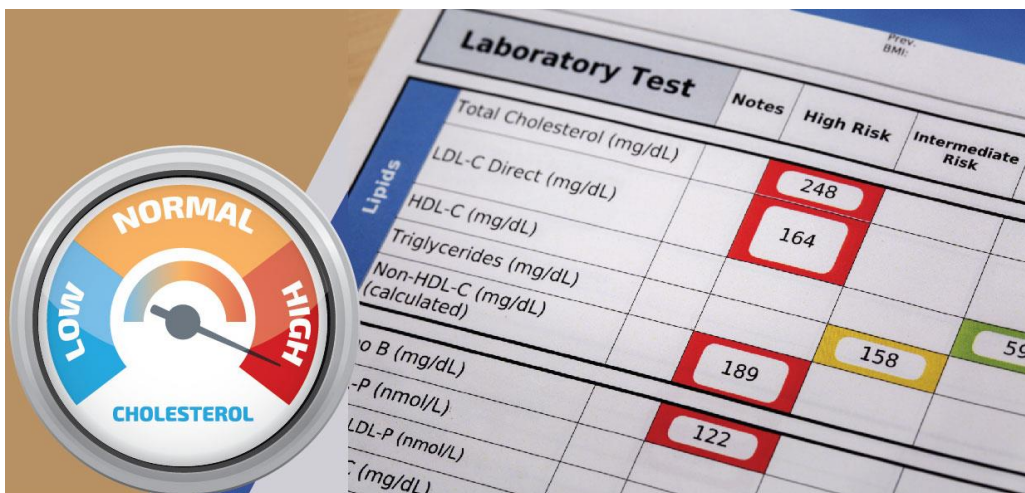 NORMAL
LOW
HIGH
CHOLESTEROL
Prev.
BMI:
Laboratory Test
Notes
High Risk
Intermediate
Risk
Lipids
Total Cholesterol (mg/dL)
248
LDL-C Direct (mg/dL)
164
HDL-C (mg/dL)
59
Triglycerides (mg/dL)
158
Non-HDL-C (mg/dL)
(calculated)
189
o B (mg/dL)
122
-P (nmol/L)
LDL-P (nmol/L)
C (mg/dL)